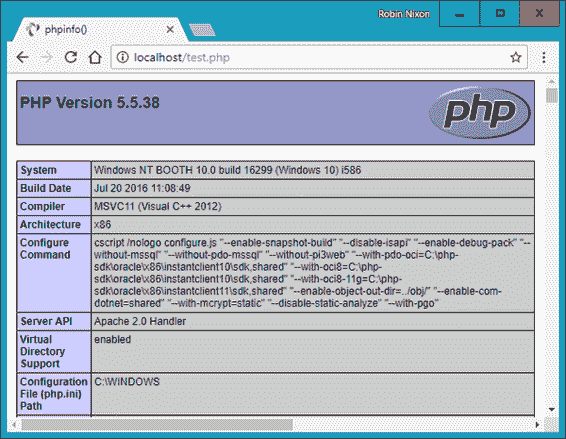 Robin Nixon
phpinfo()
localhost/test.php
PHP Version 5.5.38
php
System Windows NT BOOTH 10.0 build 16299 (Windows 10) i586
Build Date Jul 20 2016 11:08:49
Compiler MSVC11 (Visual C++ 2012)
Architecture x86
Configure Command cscript /nologo configure.js "--enable-snapshot-build" "--disable-isapi" "--enable-debug-pack" "--
without-mssql" "--without-pdo-mssql" "--without-pi3web" "--with-pdo-oci=C:\php-
sdk\oracle\x86\instantclient10\sdk,shared" "--with-oci8=C:\php-
sdk\oracle\x86\instantclient10\sdk,shared" "--with-oci8-11g=C:\php-
sdk\oracle\x86\instantclient11\sdk,shared" "--enable-object-out-dir=../obj/" "--enable-com-
dotnet=shared" "--with-mcrypt=static" "--disable-static-analyze" "--with-pgo"
Server API Apache 2.0 Handler
Virtual Directory Support enabled
Configuration File (php.ini) Path C:\WINDOWS